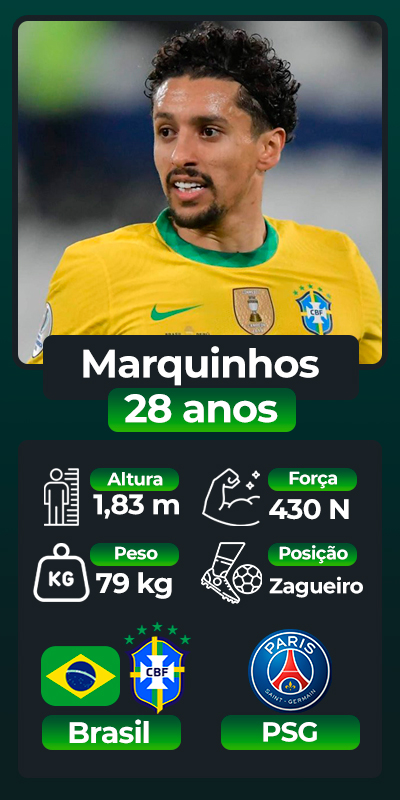 CBF
Marquinhos
28 anos
Altura
1,83 m
Força
430 N
KG
Peso
79 kg
Posição
Zagueiro
CBF
PARIS
SAINT-GERMAIN
Brasil
PSG